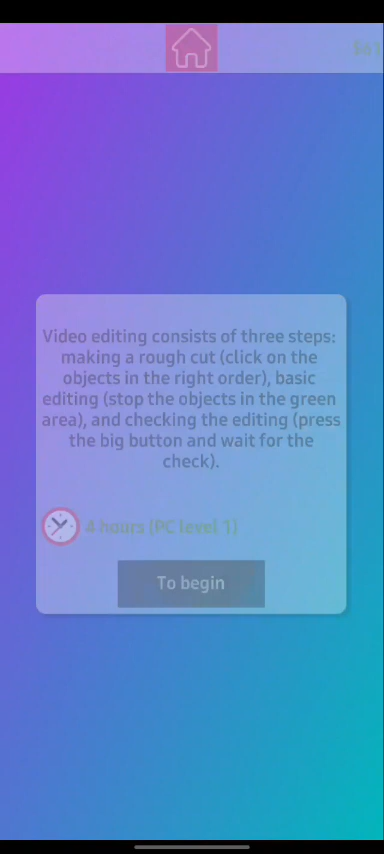 $41
Video editing consists of three steps:
making a rough cut (click on the
objects in the right order), basic
editing (stop the objects in the green
area), and checking the editing (press
the big button and wait for the
check).
4 hours (PC level 1)
To begin